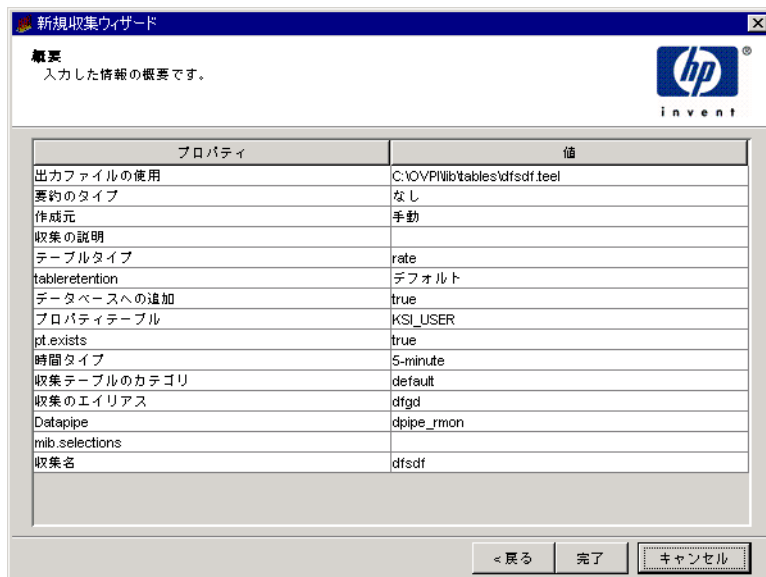 新規収集ウィザード
概要
入力した情報の概要です。
hp
®
invent
プロパティ 値
出力ファイルの使用 C:\OVPI\lib\tables\dfsdf.teel
要約のタイプ なし
作成元 手動
収集の説明
テーブルタイプ rate
tableretention デフォルト
データベースへの追加 true
プロパティテーブル KSI_USER
pt.exists true
時間タイプ 5-minute
収集テーブルのカテゴリ default
収集のエイリアス dfgd
Datapipe dpipe_rmon
mib.selections
収集名 dfsdf
<戻る 完了 キャンセル